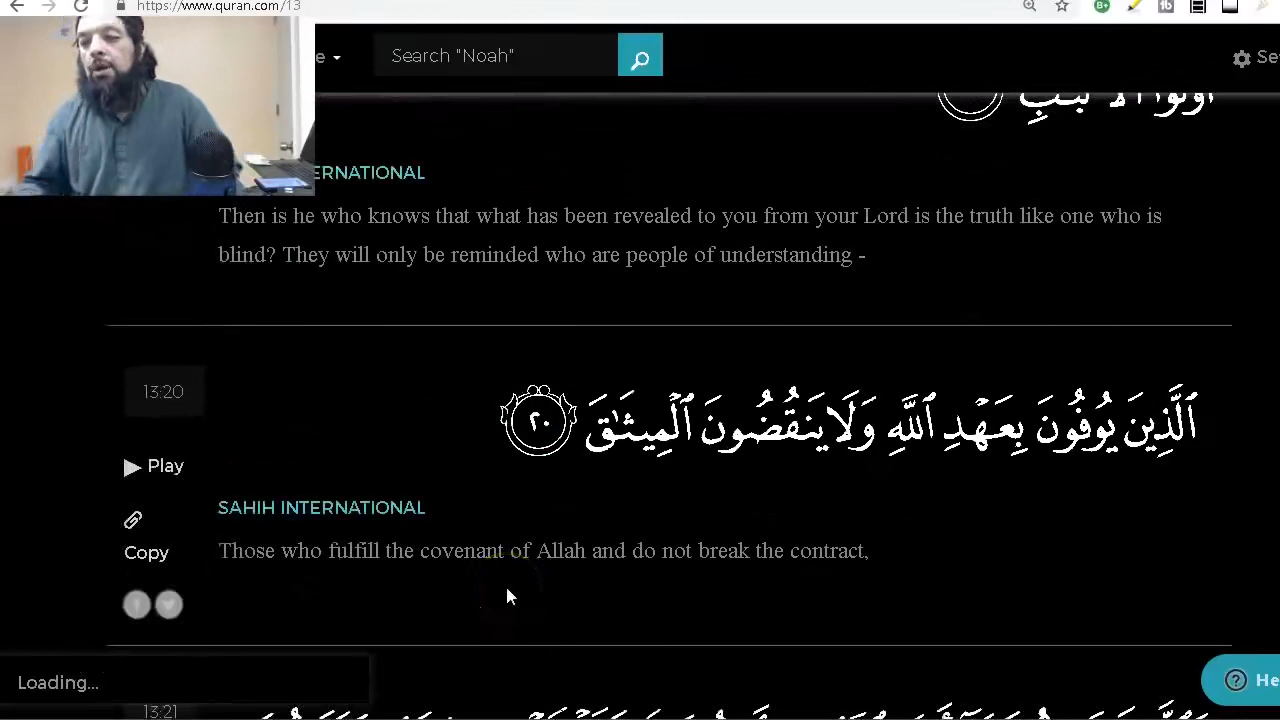 https://www.quran.com/13
e
Search "Noah"
Se
ERNATIONAL
Then is he who knows that what has been revealed to you from your Lord is the truth like one who is
blind? They will only be reminded who are people of understanding -
13:20
ٱلَّذِينَ يُوفُونَ بِعَهْدِ ٱللَّهِ وَلَا يَنقُضُونَ ٱلْمِيثَـٰقَ ٢٠
Play
SAHIH INTERNATIONAL
Those who fulfill the covenant of Allah and do not break the contract,
Copy
Loading...
He
13:21